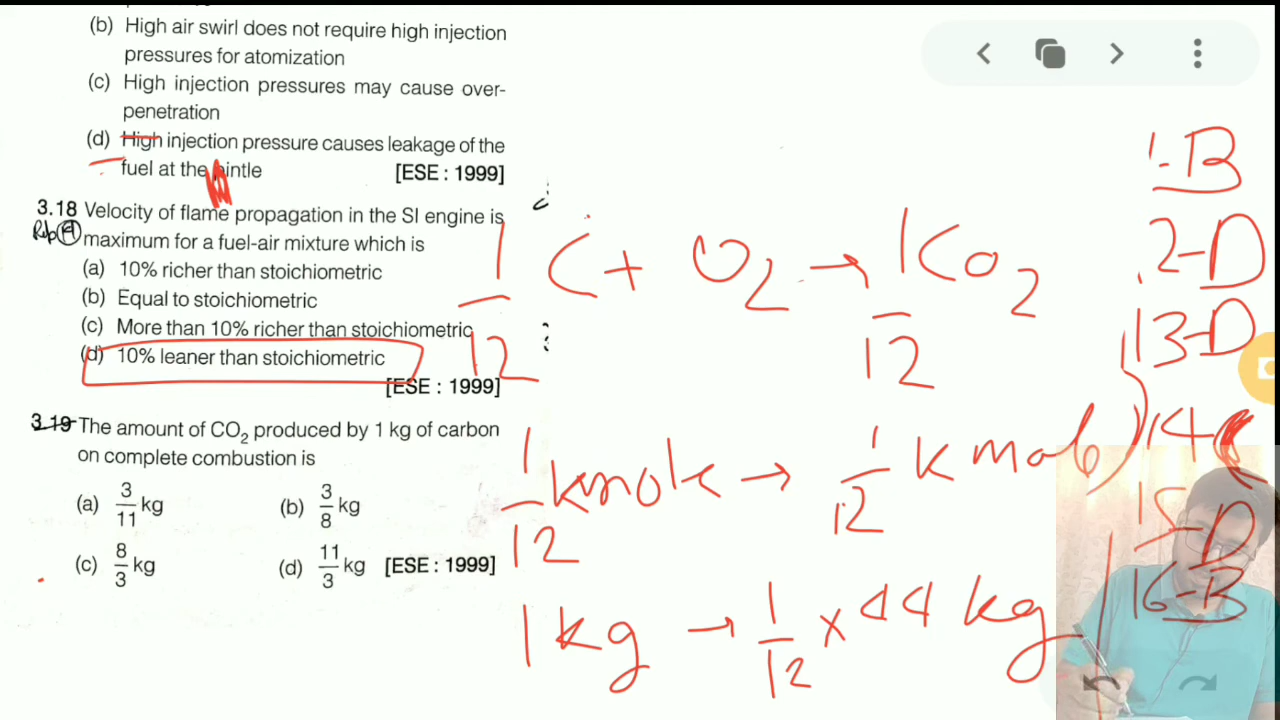 (b) High air swirl does not require high injection
pressures for atomization
(c) High injection pressures may cause over-
penetration
(d) High injection pressure causes leakage of the
fuel at the pintle [ESE : 1999]
3.18 Velocity of flame propagation in the SI engine is
maximum for a fuel-air mixture which is
(a) 10% richer than stoichiometric
(b) Equal to stoichiometric
(c) More than 10% richer than stoichiometric
(d) 10% leaner than stoichiometric
[ESE : 1999]
3.19 The amount of CO2 produced by 1 kg of carbon
on complete combustion is
(a) 3/11 kg (b) 3/8 kg
(c) 8/3 kg (d) 11/3 kg [ESE : 1999]
1/12 C + O2 → 1/12 CO2
1/12 kmole → 1/12 kmole
1 kg → 1/12 × 44 kg
1-B
2-D
13-D
14
15-D
16-B